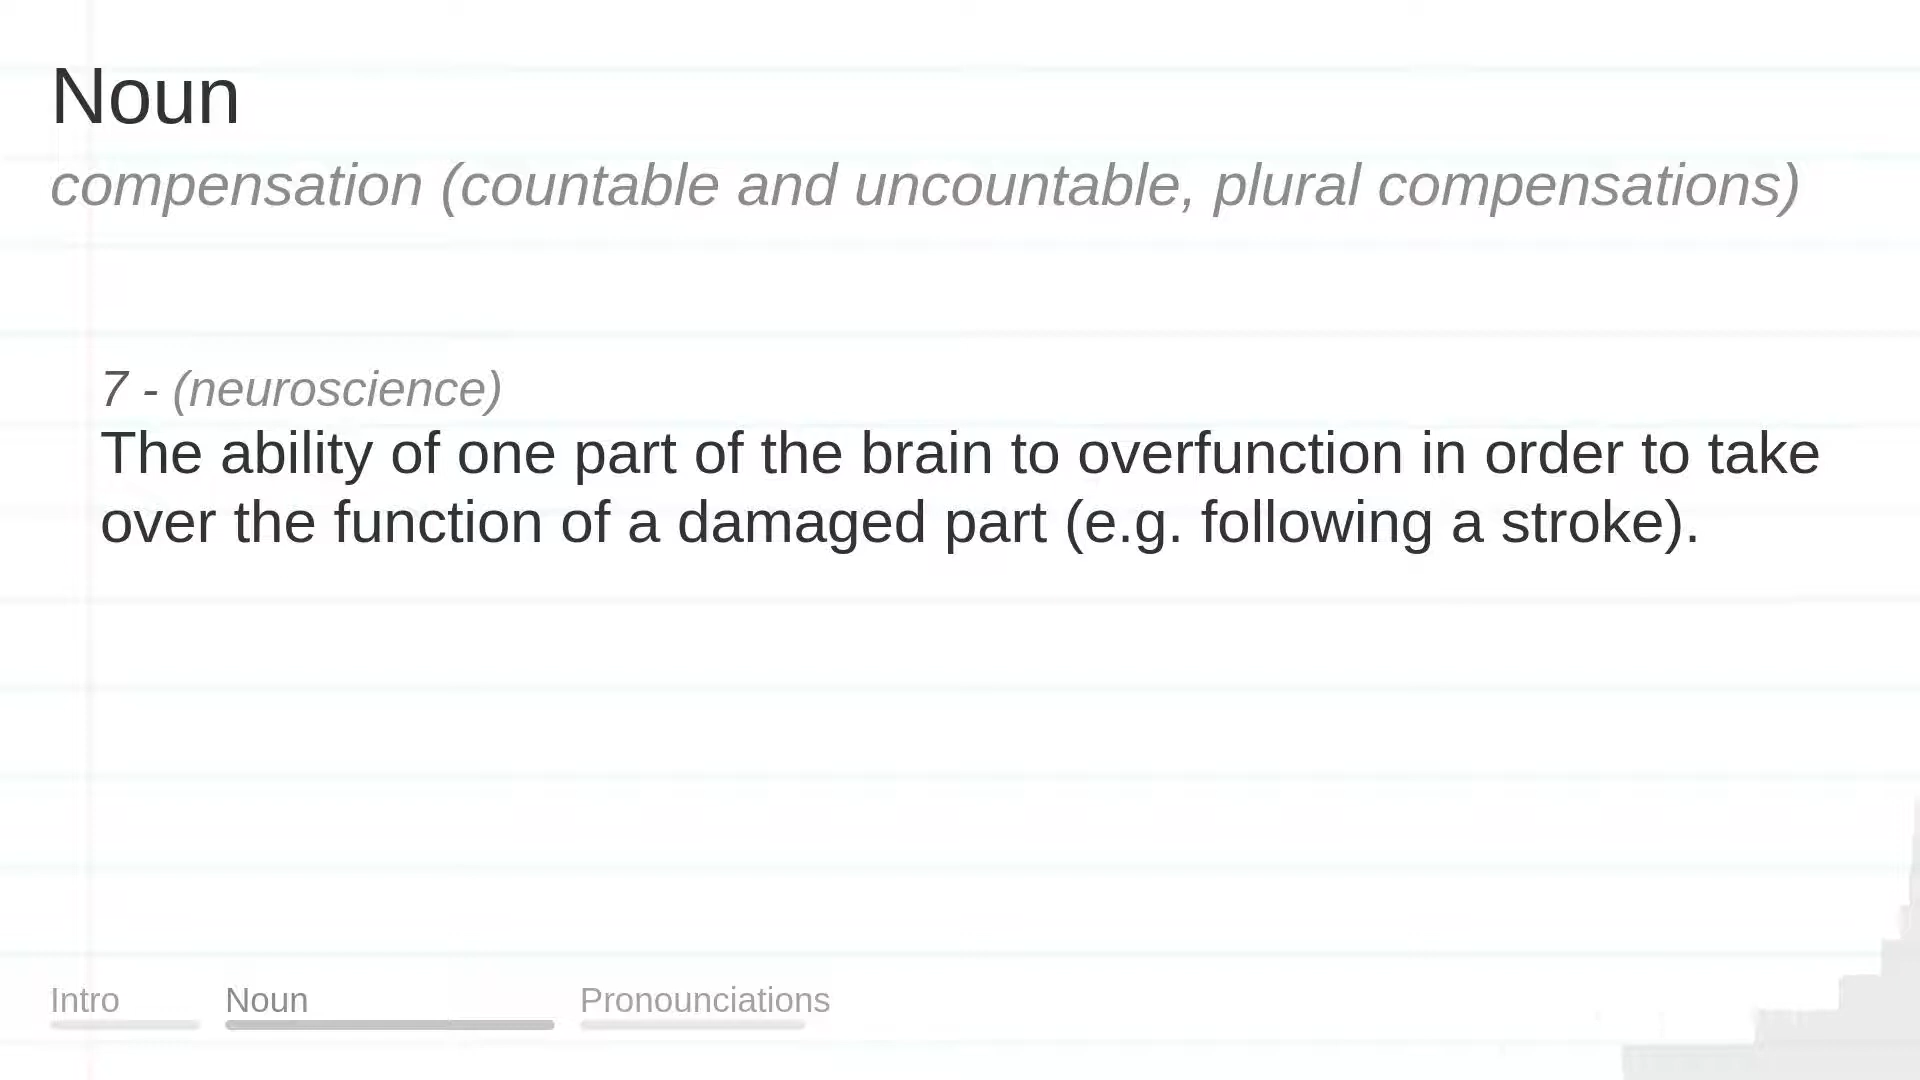 Noun
compensation (countable and uncountable, plural compensations)
7 - (neuroscience)
The ability of one part of the brain to overfunction in order to take
over the function of a damaged part (e.g. following a stroke).
Intro Noun Pronounciations